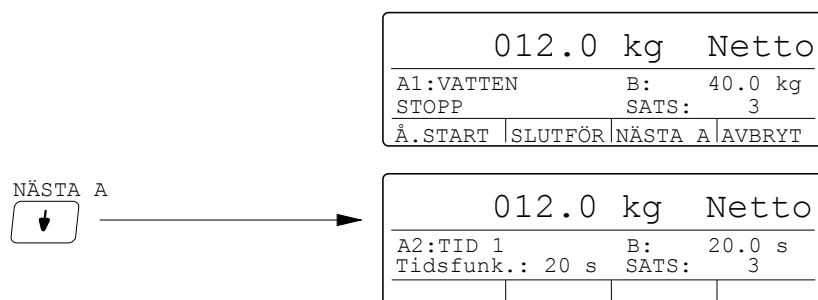 012.0 kg Netto
A1:VATTEN B: 40.0 kg
STOPP SATS: 3
Å.START SLUTFÖR NÄSTA A AVBRYT
NÄSTA A
012.0 kg Netto
A2:TID 1 B: 20.0 s
Tidsfunk.: 20 s SATS: 3